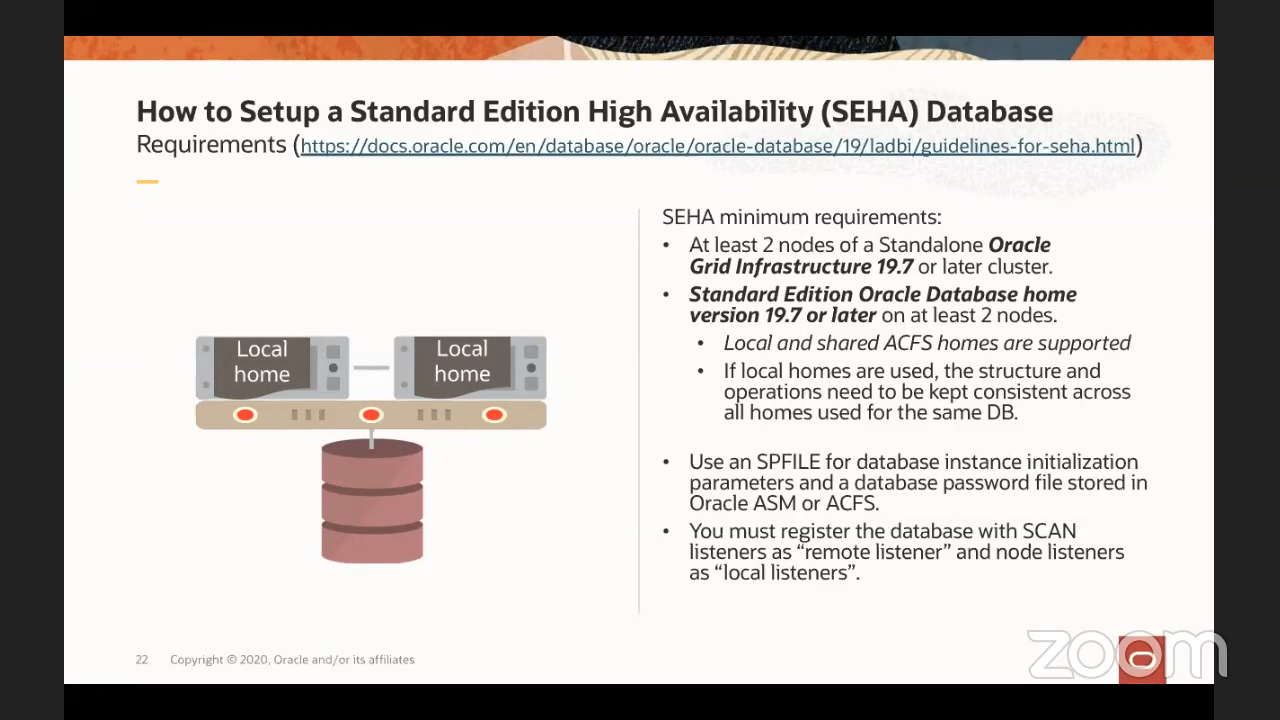 How to Setup a Standard Edition High Availability (SEHA) Database
Requirements (https://docs.oracle.com/en/database/oracle/oracle-database/19/ladbi/guidelines-for-seha.html)
Local
home
Local
home
SEHA minimum requirements:
• At least 2 nodes of a Standalone Oracle
Grid Infrastructure 19.7 or later cluster.
• Standard Edition Oracle Database home
version 19.7 or later on at least 2 nodes.
• Local and shared ACFS homes are supported
• If local homes are used, the structure and
operations need to be kept consistent across
all homes used for the same DB.
• Use an SPFILE for database instance initialization
parameters and a database password file stored in
Oracle ASM or ACFS.
• You must register the database with SCAN
listeners as “remote listener” and node listeners
as “local listeners”.
22 Copyright © 2020, Oracle and/or its affiliates
zoom